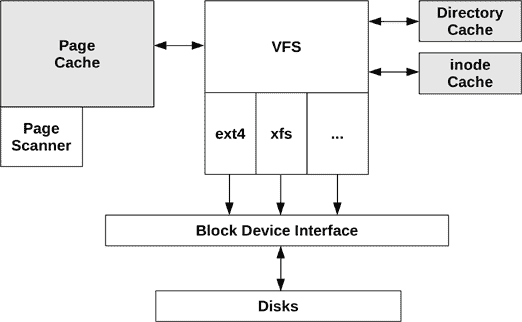 Page
Cache
Page
Scanner
VFS
ext4
xfs
...
Directory
Cache
inode
Cache
Block Device Interface
Disks